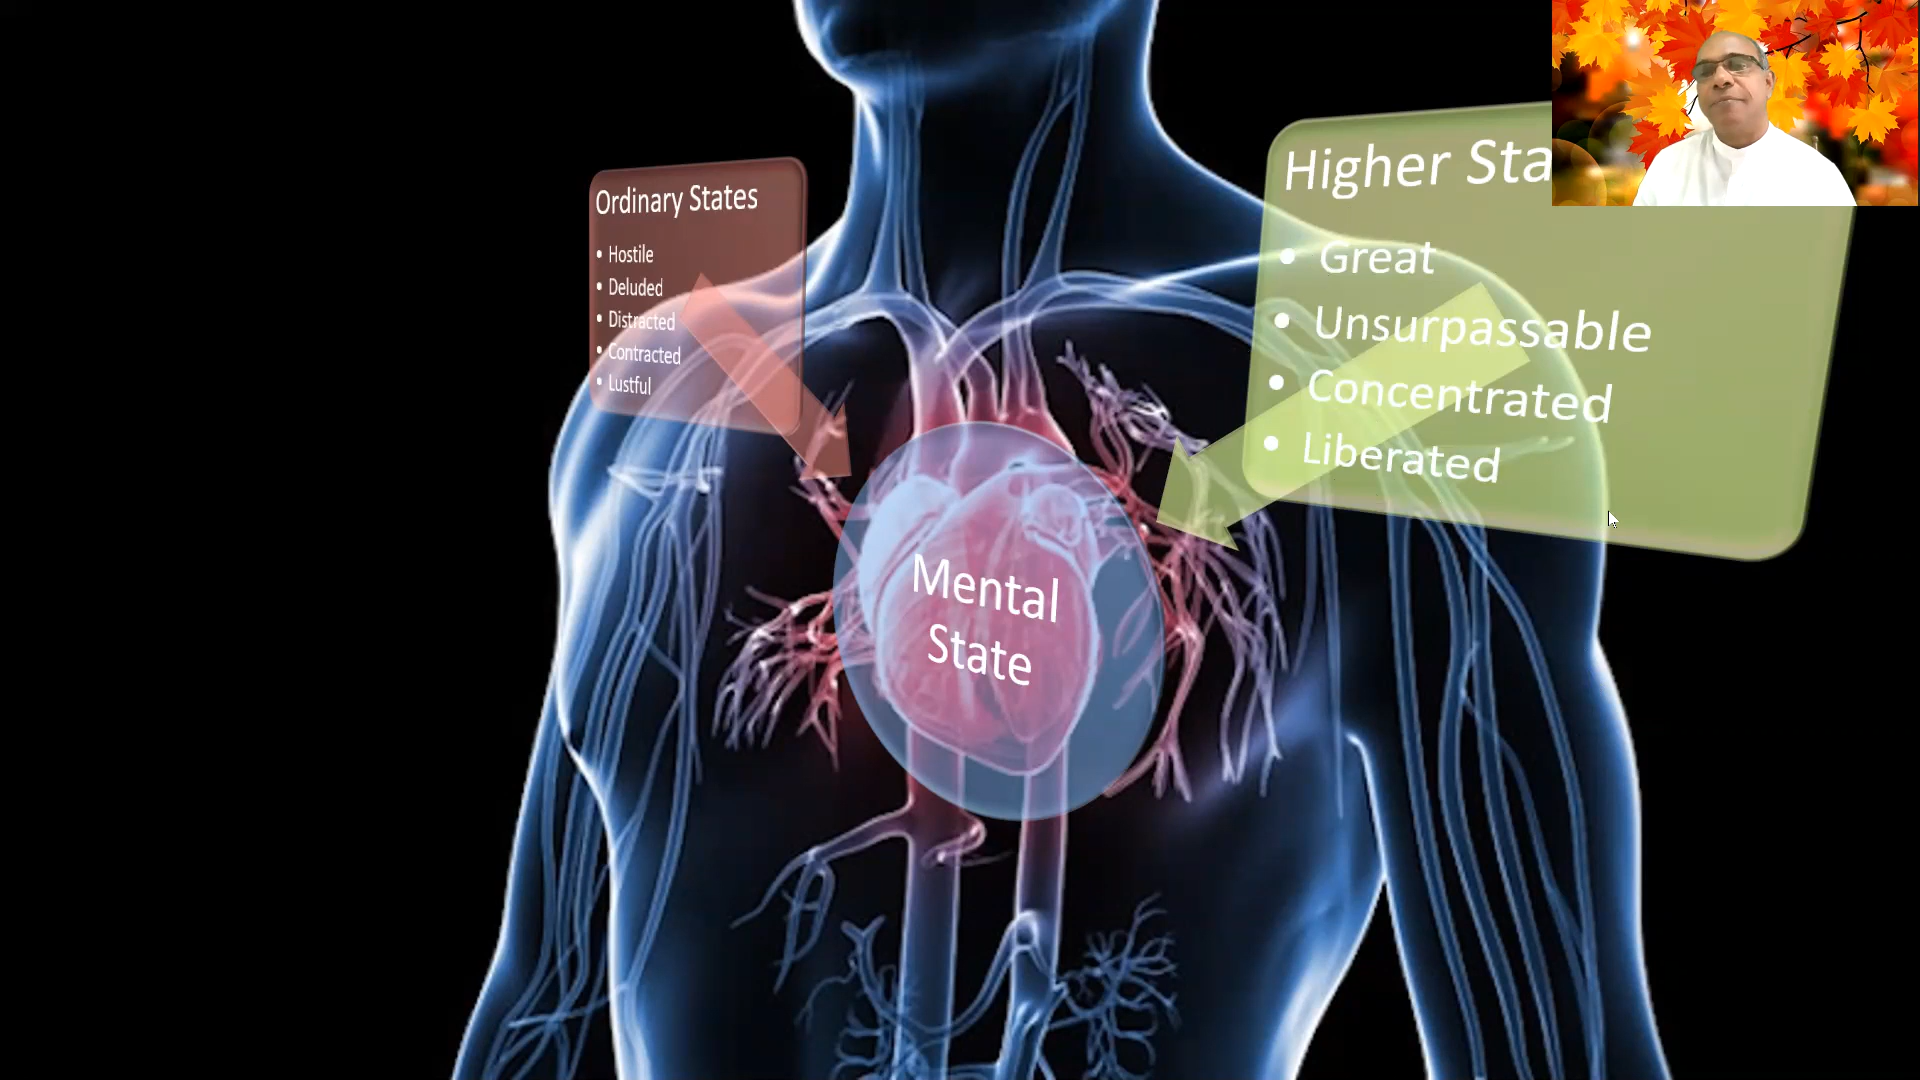 Ordinary States
• Hostile
• Deluded
• Distracted
• Contracted
• Lustful
Higher Sta
• Great
• Unsurpassable
• Concentrated
• Liberated
Mental
State